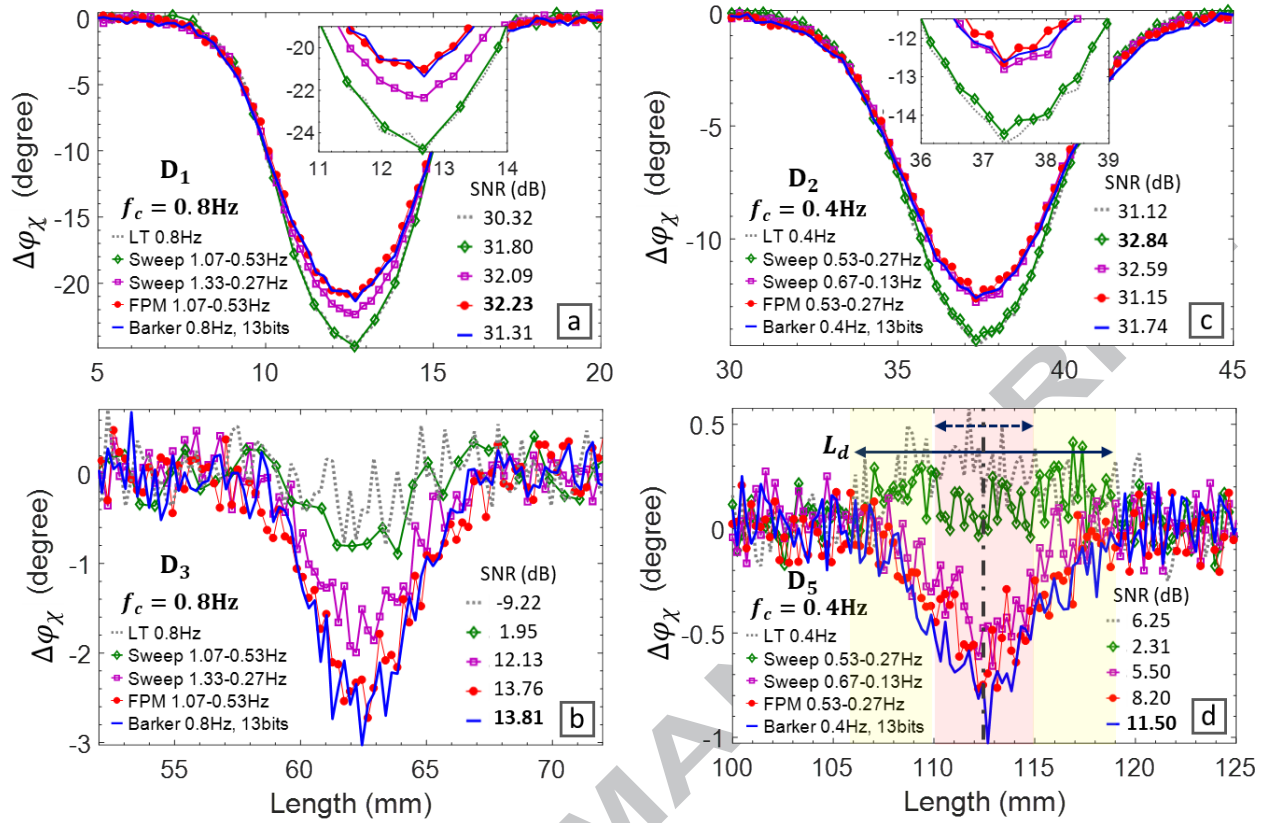 0
-5
-10
-15
-20
Δφ_χ (degree)
D₁
f_c = 0.8Hz
LT 0.8Hz
Sweep 1.07-0.53Hz
Sweep 1.33-0.27Hz
FPM 1.07-0.53Hz
Barker 0.8Hz, 13bits
-20
-22
-24
11 12 13 14
SNR (dB)
30.32
31.80
32.09
32.23
31.31
a
5 10 15 20
0
-5
-10
Δφ_χ (degree)
D₂
f_c = 0.4Hz
LT 0.4Hz
Sweep 0.53-0.27Hz
Sweep 0.67-0.13Hz
FPM 0.53-0.27Hz
Barker 0.4Hz, 13bits
-12
-13
-14
36 37 38 39
SNR (dB)
31.12
32.84
32.59
31.15
31.74
c
30 35 40 45
0
-1
-2
-3
Δφ_χ (degree)
D₃
f_c = 0.8Hz
LT 0.8Hz
Sweep 1.07-0.53Hz
Sweep 1.33-0.27Hz
FPM 1.07-0.53Hz
Barker 0.8Hz, 13bits
SNR (dB)
-9.22
1.95
12.13
13.76
13.81
b
55 60 65 70
Length (mm)
0.5
0
-0.5
-1
Δφ_χ (degree)
L_d
D₅
f_c = 0.4Hz
LT 0.4Hz
Sweep 0.53-0.27Hz
Sweep 0.67-0.13Hz
FPM 0.53-0.27Hz
Barker 0.4Hz, 13bits
SNR (dB)
6.25
2.31
5.50
8.20
11.50
d
100 105 110 115 120 125
Length (mm)